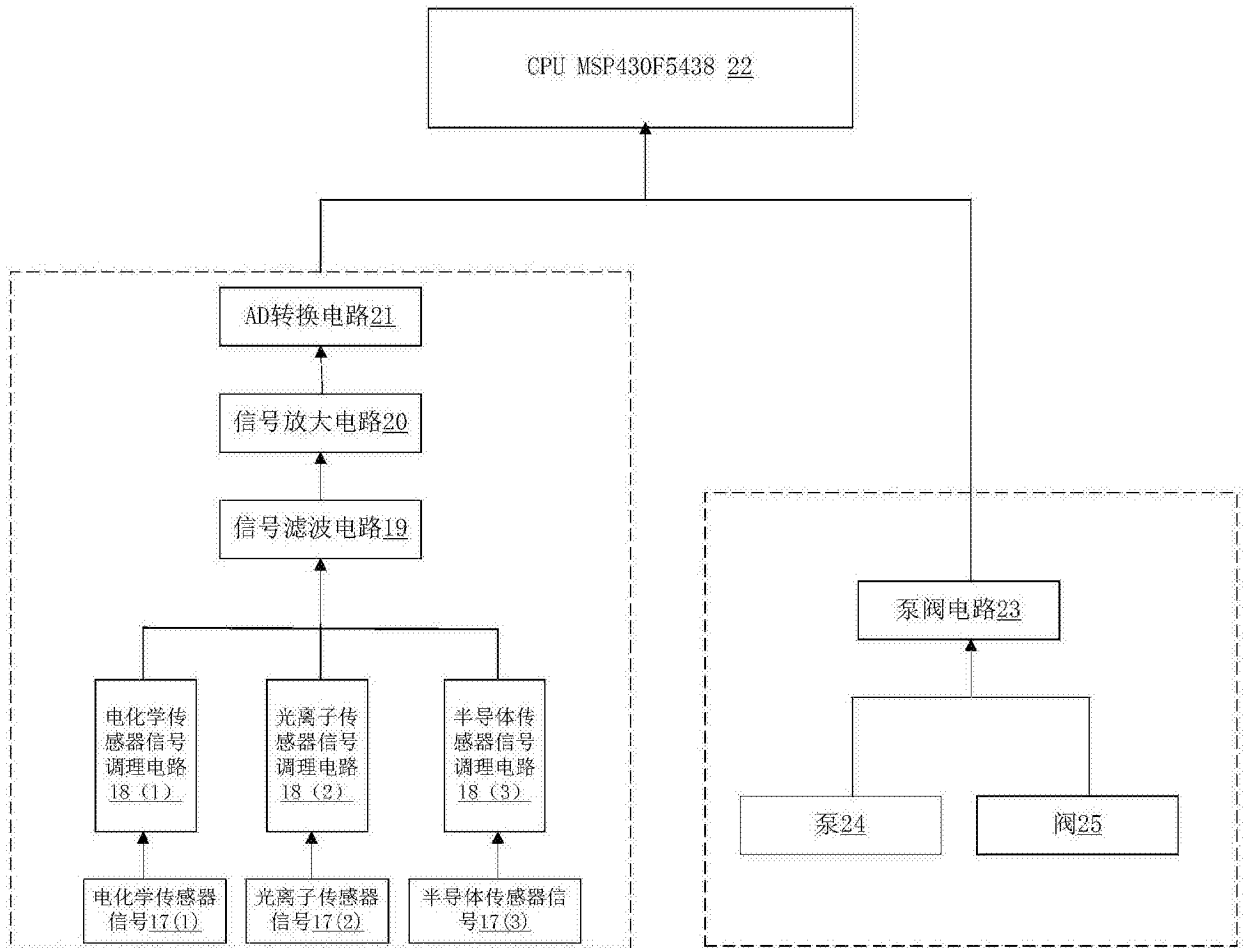 CPU MSP430F5438 22
AD转换电路21
信号放大电路20
信号滤波电路19
泵阀电路23
电化学传
感器信号
调理电路
18（1）
光离子传
感器信号
调理电路
18（2）
半导体传
感器信号
调理电路
18（3）
泵24
阀25
电化学传感器
信号17(1)
光离子传感器
信号17(2)
半导体传感器信
号17(3)